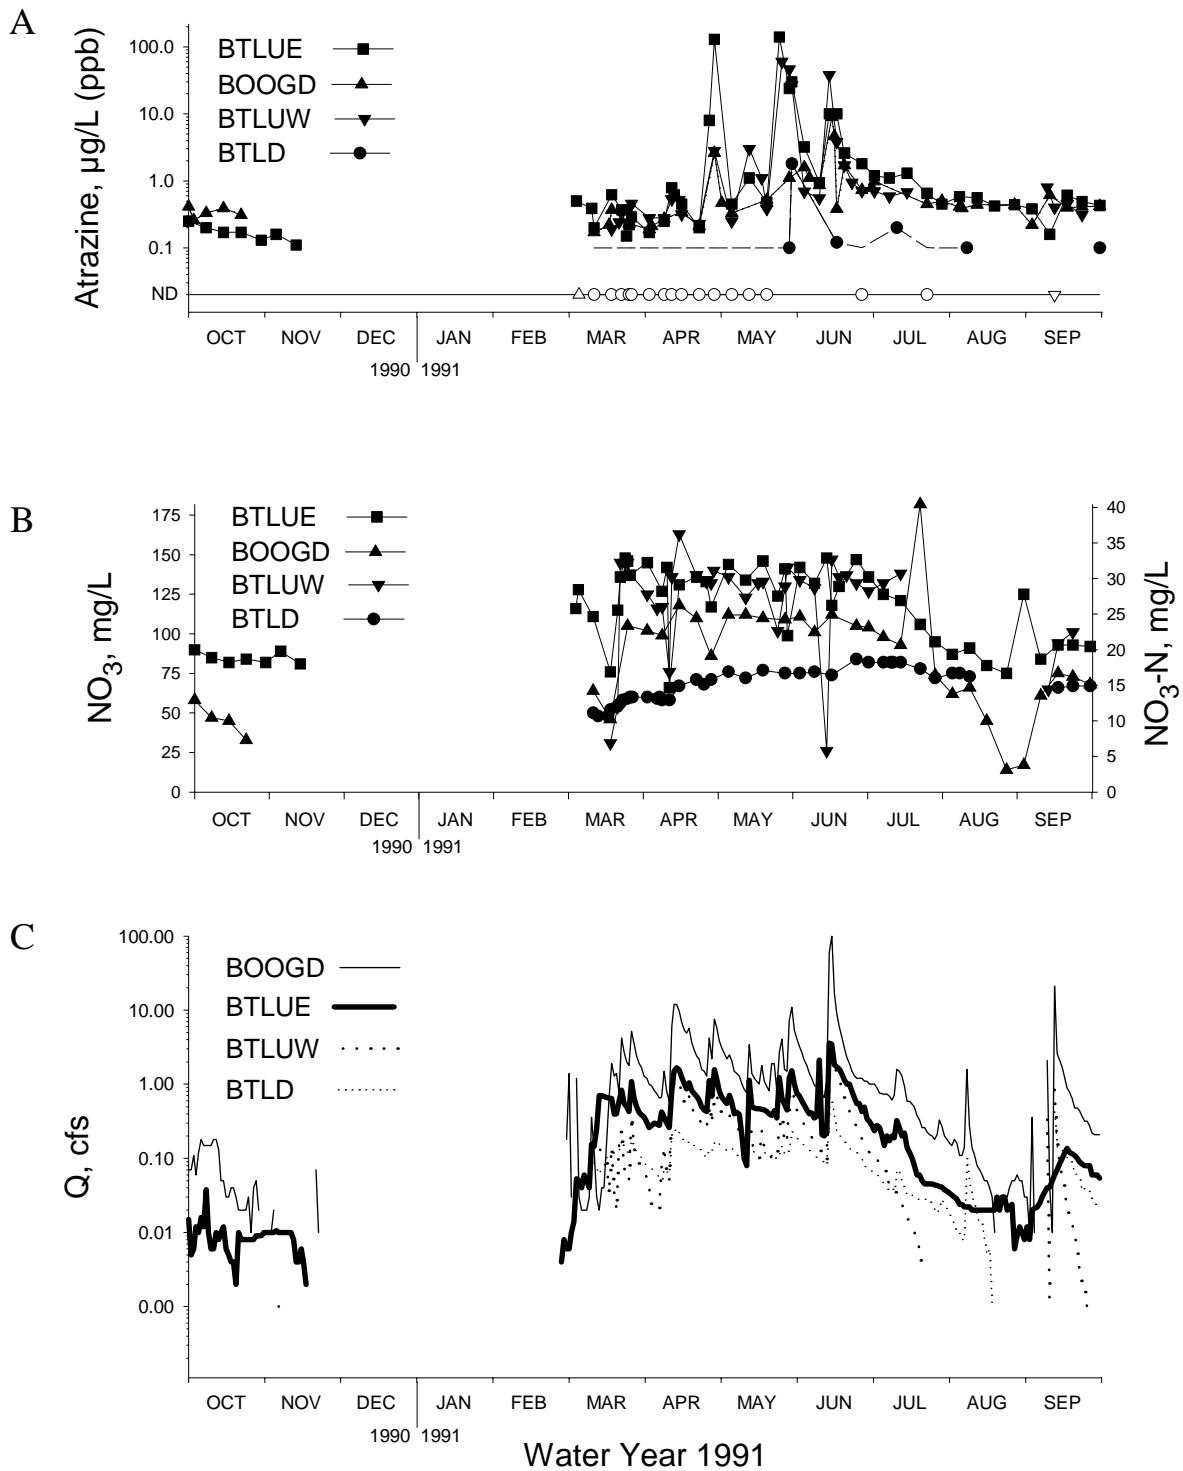 A
Atrazine, µg/L (ppb)
100.0
10.0
1.0
0.1
ND
BTLUE
BOOGD
BTLUW
BTLD
OCT NOV DEC JAN FEB MAR APR MAY JUN JUL AUG SEP
1990 1991
B
NO3, mg/L
175
150
125
100
75
50
25
0
BTLUE
BOOGD
BTLUW
BTLD
NO3-N, mg/L
40
35
30
25
20
15
10
5
0
OCT NOV DEC JAN FEB MAR APR MAY JUN JUL AUG SEP
1990 1991
C
Q, cfs
100.00
10.00
1.00
0.10
0.01
0.00
BOOGD
BTLUE
BTLUW
BTLD
OCT NOV DEC JAN FEB MAR APR MAY JUN JUL AUG SEP
1990 1991
Water Year 1991